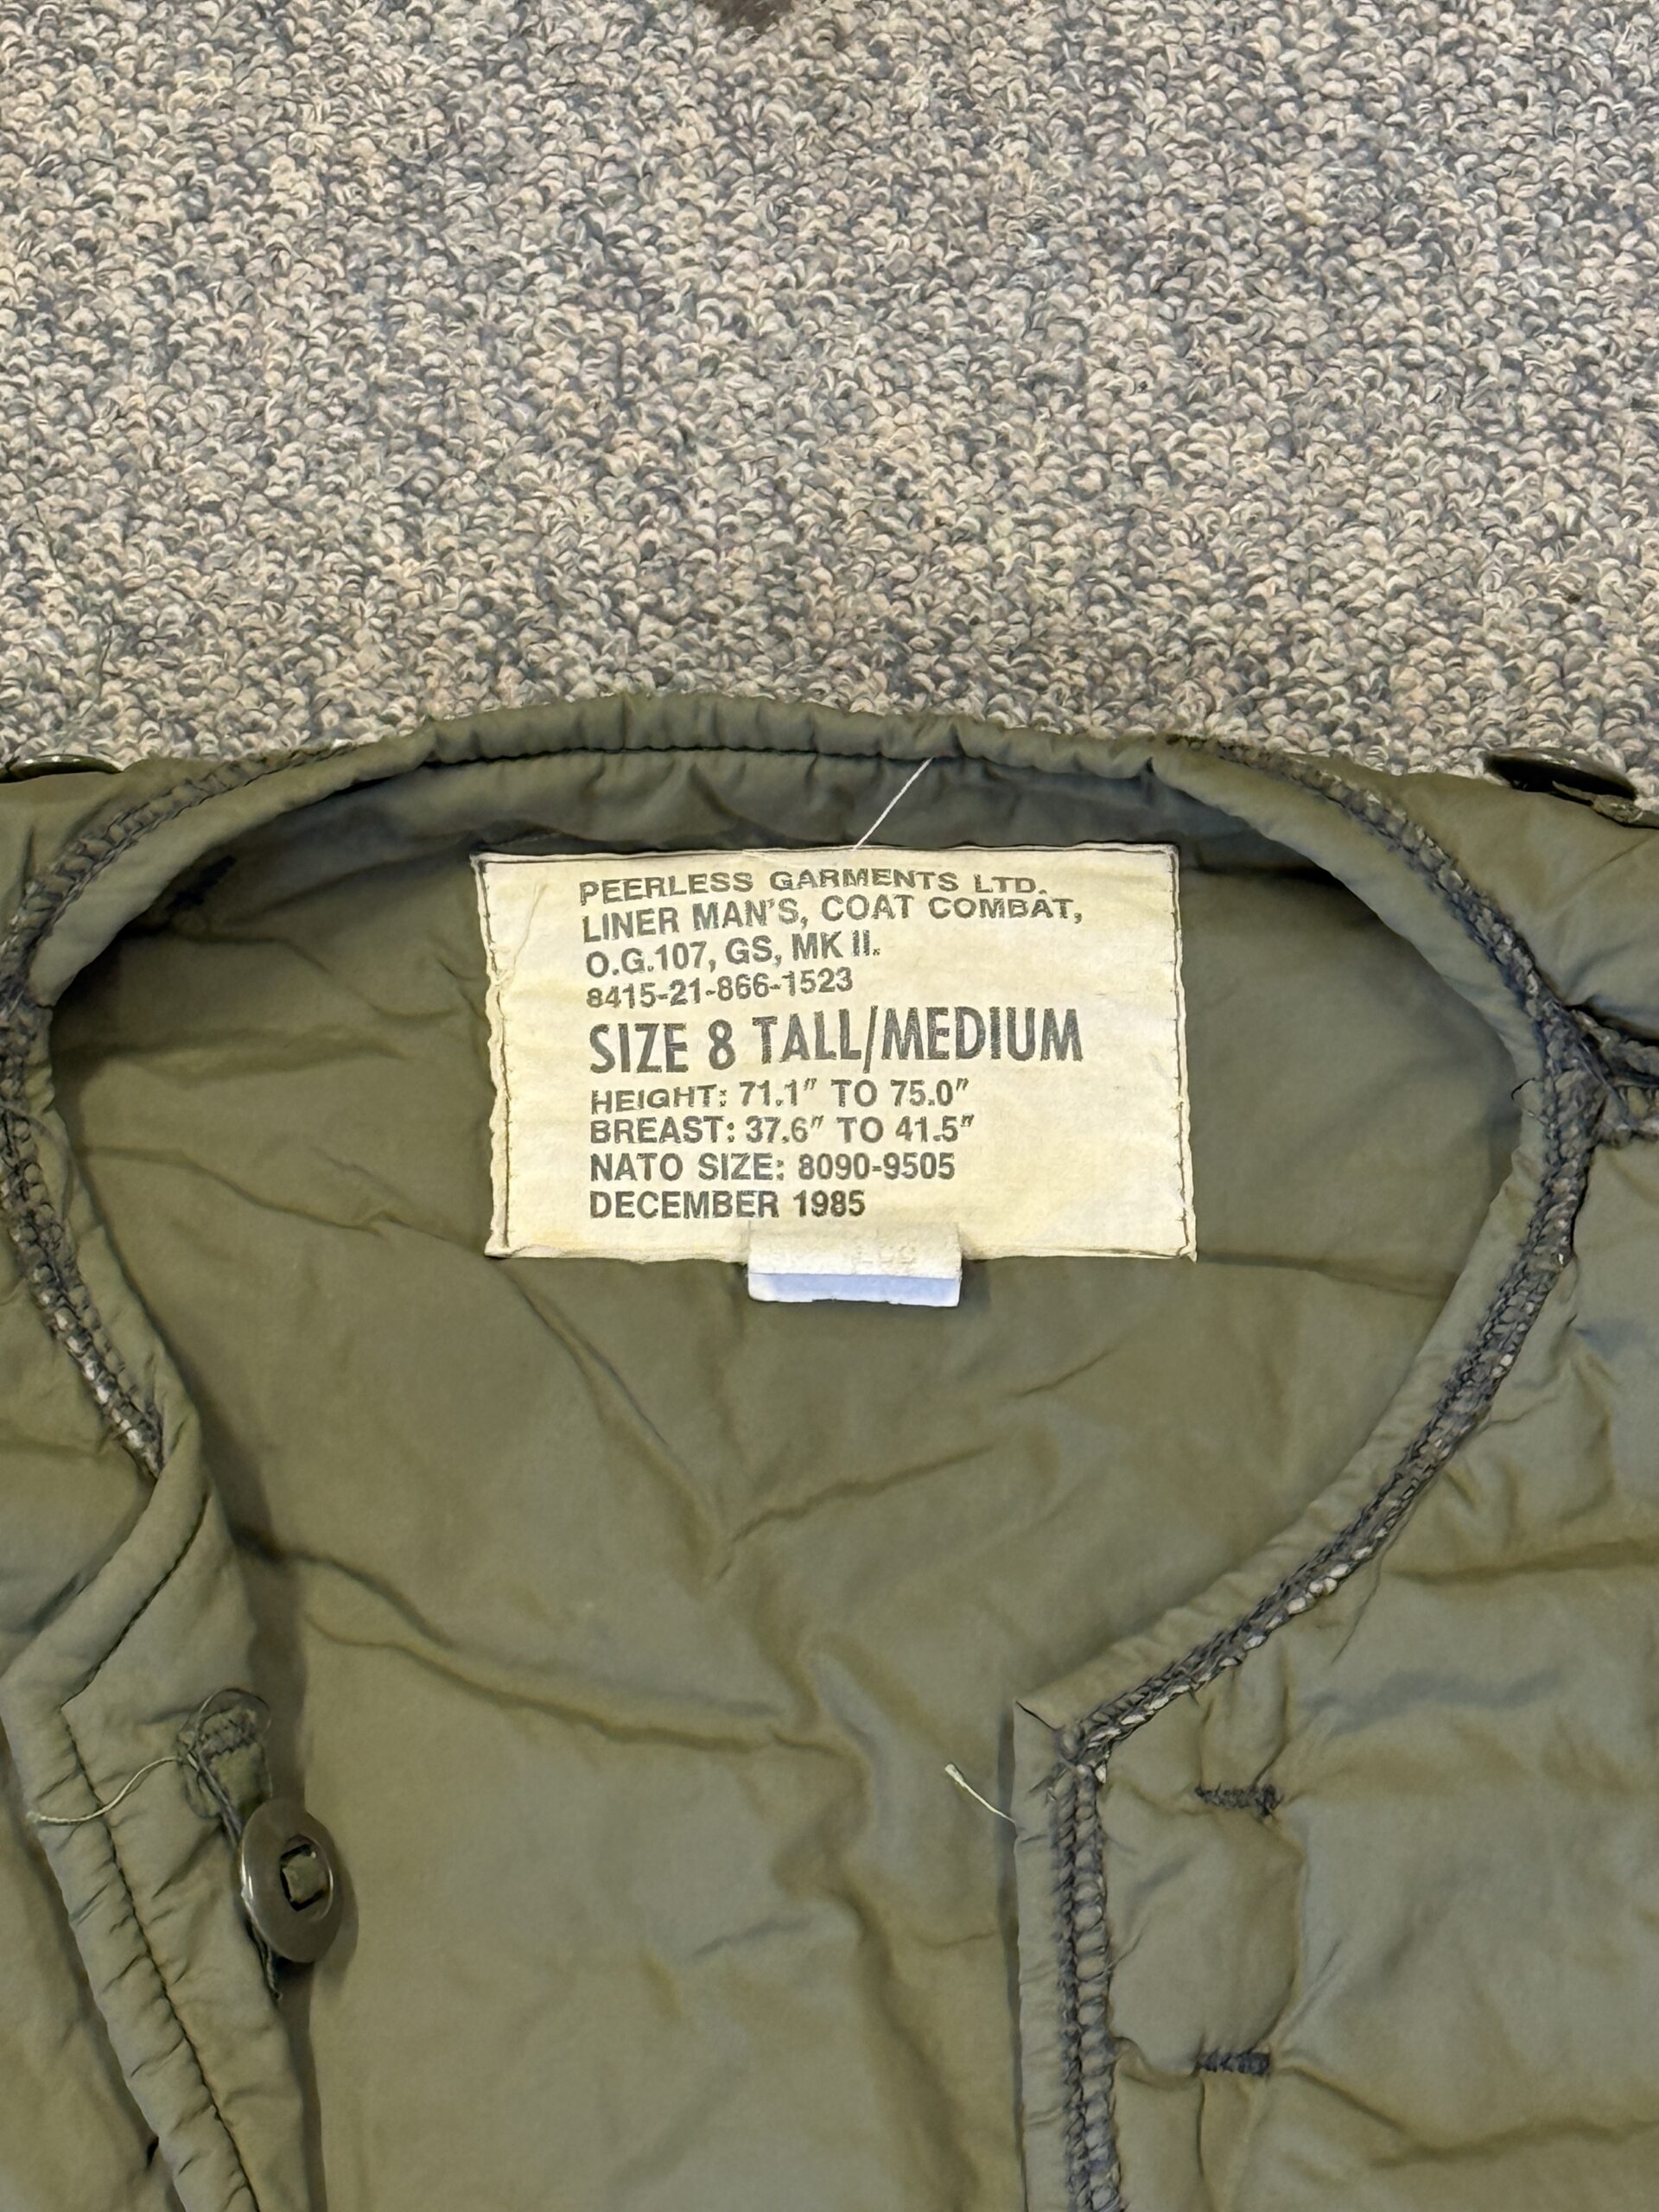 PEERLESS GARMENTS LTD.
LINER MAN'S, COAT COMBAT,
O.G.107, GS, MK II.
8415-21-866-1523
SIZE 8 TALL/MEDIUM
HEIGHT: 71.1" TO 75.0"
BREAST: 37.6" TO 41.5"
NATO SIZE: 8090-9505
DECEMBER 1985